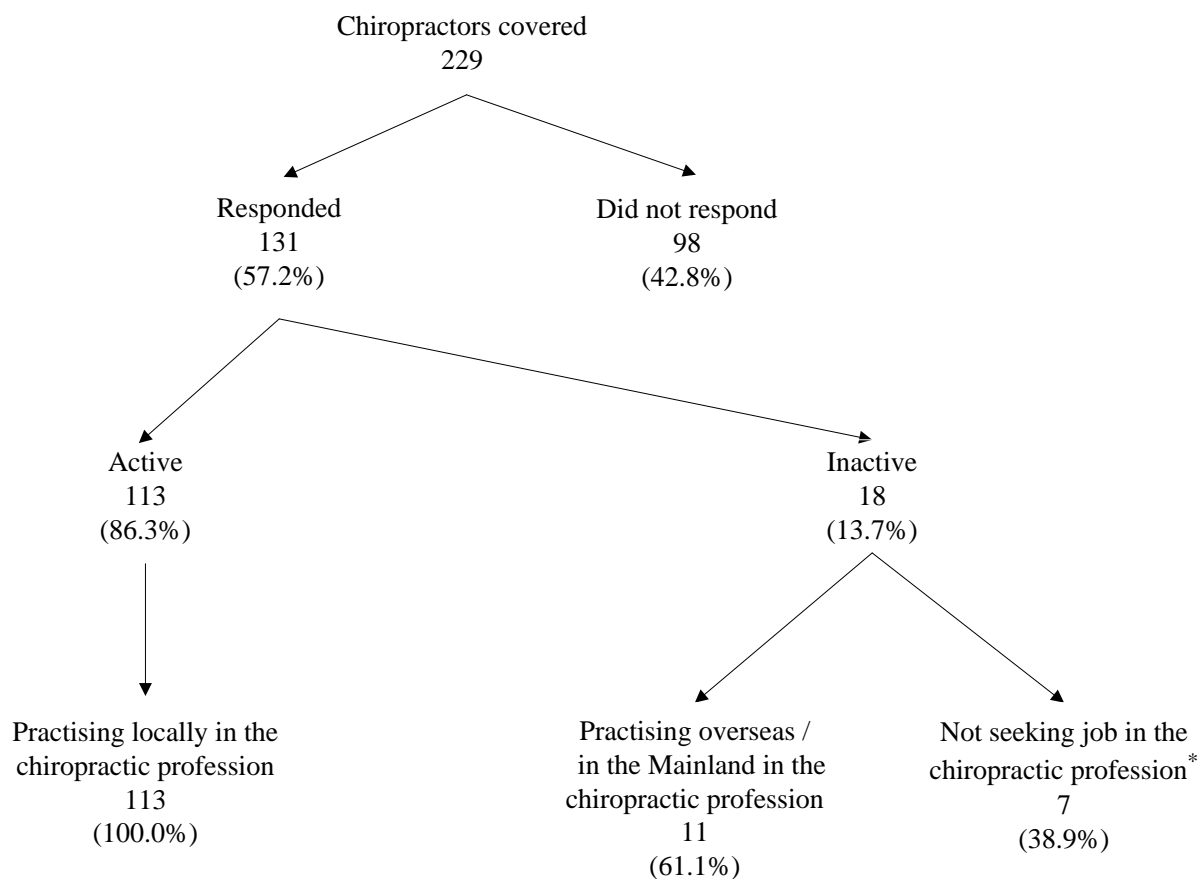 Chiropractors covered
229
Responded
131
(57.2%)
Did not respond
98
(42.8%)
Active
113
(86.3%)
Inactive
18
(13.7%)
Practising locally in the
chiropractic profession
113
(100.0%)
Practising overseas /
in the Mainland in the
chiropractic profession
11
(61.1%)
Not seeking job in the
chiropractic profession*
7
(38.9%)